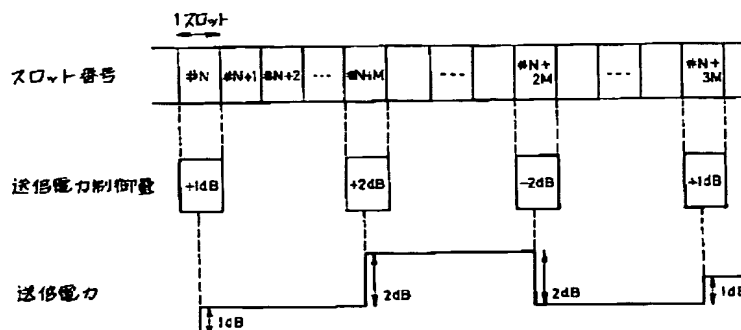 1スロット
スロット番号 #N #N+1 #N+2 --- #N+M --- #N+2M --- #N+3M
送信電力制御量 +1dB +2dB -2dB +1dB
送信電力 1dB 2dB 2dB 1dB